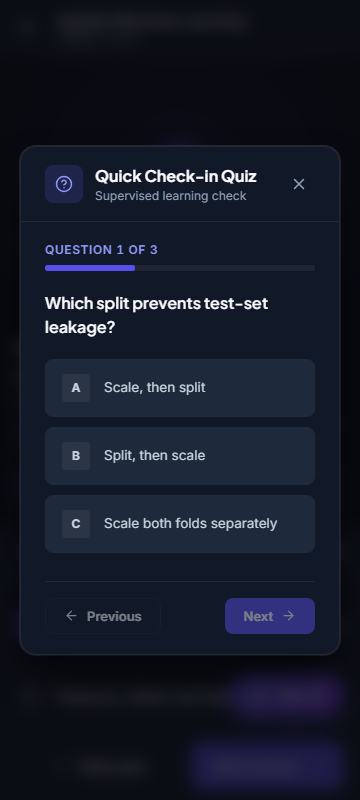 Quick Check-in Quiz
Supervised learning check
QUESTION 1 OF 3
Which split prevents test-set
leakage?
A Scale, then split
B Split, then scale
C Scale both folds separately
← Previous
Next →